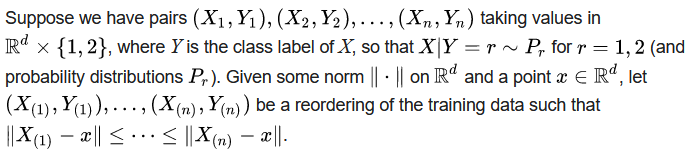 Suppose we have pairs (X₁, Y₁), (X₂, Y₂), …, (Xₙ, Yₙ) taking values in
ℝᵈ × {1, 2}, where Y is the class label of X, so that X|Y = r ∼ Pᵣ for r = 1, 2 (and
probability distributions Pᵣ). Given some norm ‖ · ‖ on ℝᵈ and a point x ∈ ℝᵈ, let
(X₍₁₎, Y₍₁₎), …, (X₍ₙ₎, Y₍ₙ₎) be a reordering of the training data such that
‖X₍₁₎ − x‖ ≤ ⋯ ≤ ‖X₍ₙ₎ − x‖.